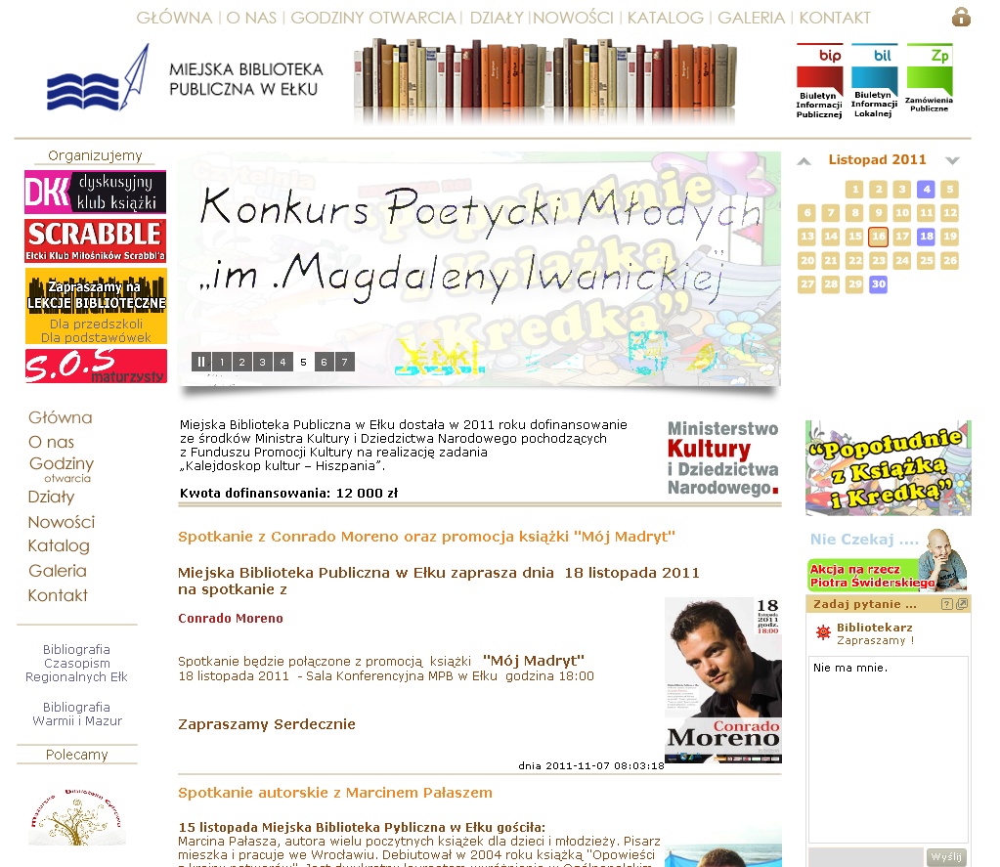 GŁÓWNA | O NAS | GODZINY OTWARCIA | DZIAŁY | NOWOŚCI | KATALOG | GALERIA | KONTAKT
MIEJSKA BIBLIOTEKA
PUBLICZNA W EŁKU
bip
Biuletyn
Informacji
Publicznej
bil
Biuletyn
Informacji
Lokalnej
Zp
Zamówienia
Publiczne
Organizujemy
DKK dyskusyjny
klub książki
SCRABBLE
Elcki Klub Miłośników Scrabbl'a
Zapraszamy na
LEKCJE BIBLIOTECZNE
Dla przedszkoli
Dla podstawówek
S.O.S
maturzysty
Główna
O nas
Godziny
otwarcia
Działy
Nowości
Katalog
Galeria
Kontakt
Bibliografia
Czasopism
Regionalnych Ełk
Bibliografia
Warmii i Mazur
Polecamy
Mazurska Biblioteka Cyfrowa
Konkurs Poetycki Młodych
„im .Magdaleny Iwanickiej”
"Popołudnie
z Książką
i Kredką"
1 2 3 4 5 6 7
Miejska Biblioteka Publiczna w Ełku dostała w 2011 roku dofinansowanie
ze środków Ministra Kultury i Dziedzictwa Narodowego pochodzących
z Funduszu Promocji Kultury na realizację zadania
„Kalejdoskop kultur – Hiszpania”.
Kwota dofinansowania: 12 000 zł
Ministerstwo
Kultury
i Dziedzictwa
Narodowego
Spotkanie z Conrado Moreno oraz promocja książki "Mój Madryt"
Miejska Biblioteka Publiczna w Ełku zaprasza dnia 18 listopada 2011
na spotkanie z
Conrado Moreno
Spotkanie będzie połączone z promocją książki "Mój Madryt"
18 listopada 2011 - Sala Konferencyjna MPB w Ełku godzina 18:00
Zapraszamy Serdecznie
18
listopada
2011
godz.
18:00
Conrado
Moreno
dnia 2011-11-07 08:03:18
Spotkanie autorskie z Marcinem Pałaszem
15 listopada Miejska Biblioteka Pybliczna w Ełku gościła:
Marcina Pałasza, autora wielu poczytnych książek dla dzieci i młodzieży. Pisarz
mieszka i pracuje we Wrocławiu. Debiutował w 2004 roku książką "Opowieści
Listopad 2011
1 2 3 4 5
6 7 8 9 10 11 12
13 14 15 16 17 18 19
20 21 22 23 24 25 26
27 28 29 30
"Popołudnie
z Książką
i Kredką"
Nie Czekaj ....
Akcja na rzecz
Piotra Świderskiego
Zadaj pytanie ... ?
Bibliotekarz
Zapraszamy !
Nie ma mnie.
Wyślij